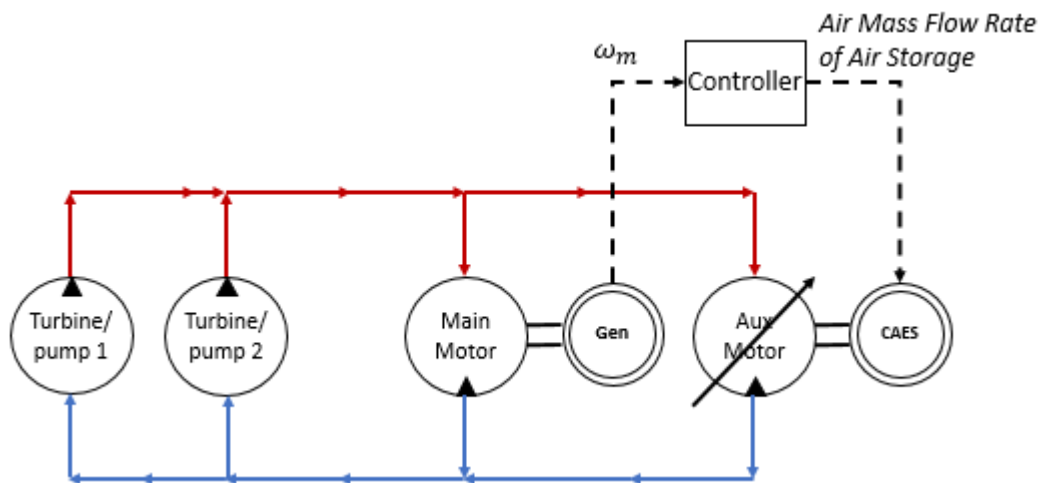 Air Mass Flow Rate
of Air Storage
ωₘ
Controller
Turbine/
pump 1
Turbine/
pump 2
Main
Motor
Gen
Aux
Motor
CAES